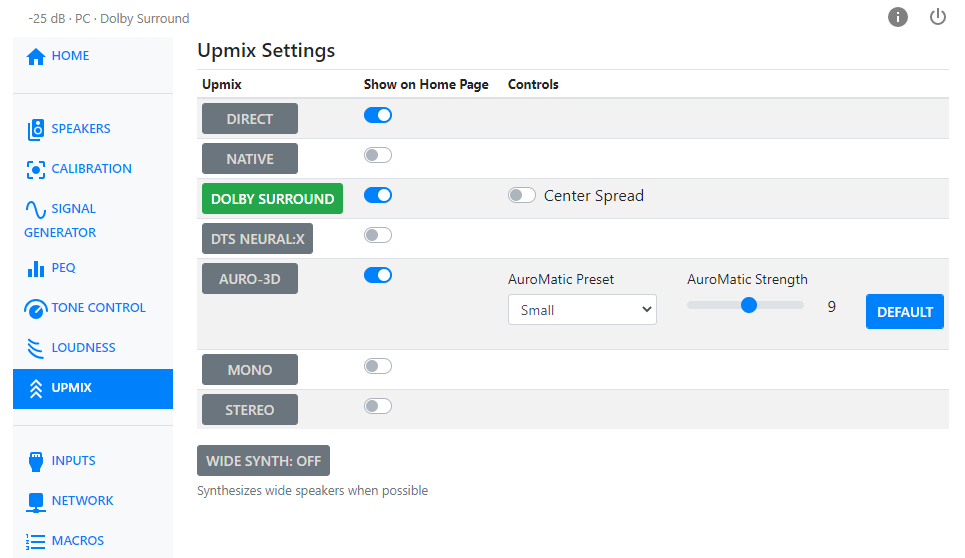 -25 dB · PC · Dolby Surround
HOME
SPEAKERS
CALIBRATION
SIGNAL
GENERATOR
PEQ
TONE CONTROL
LOUDNESS
UPMIX
INPUTS
NETWORK
MACROS
Upmix Settings
Upmix Show on Home Page Controls
DIRECT
NATIVE
DOLBY SURROUND Center Spread
DTS NEURAL:X
AURO-3D AuroMatic Preset AuroMatic Strength
Small 9 DEFAULT
MONO
STEREO
WIDE SYNTH: OFF
Synthesizes wide speakers when possible